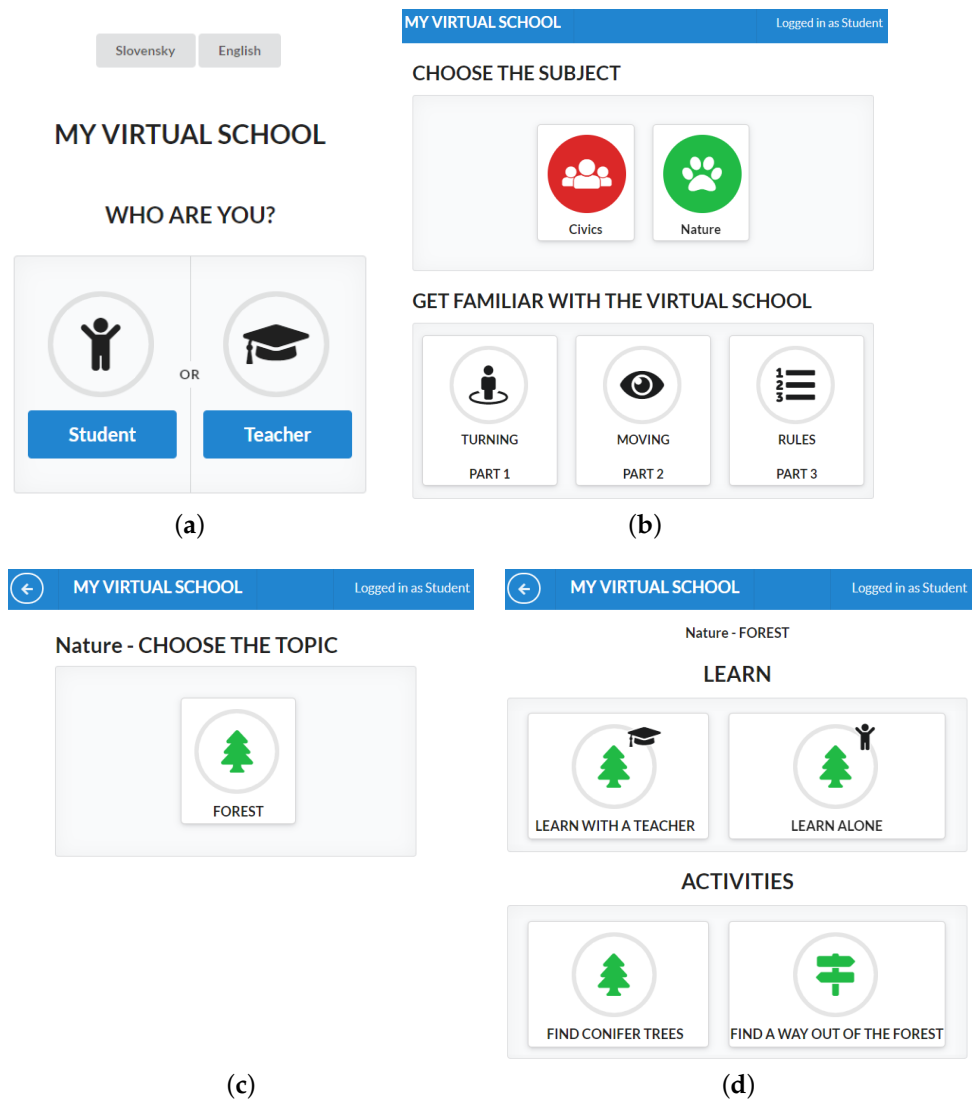 Slovensky English
MY VIRTUAL SCHOOL
WHO ARE YOU?
OR
Student Teacher
(a)
MY VIRTUAL SCHOOL Logged in as Student
CHOOSE THE SUBJECT
Civics Nature
GET FAMILIAR WITH THE VIRTUAL SCHOOL
1
2
3
TURNING MOVING RULES
PART 1 PART 2 PART 3
(b)
MY VIRTUAL SCHOOL Logged in as Student
Nature - CHOOSE THE TOPIC
FOREST
(c)
MY VIRTUAL SCHOOL Logged in as Student
Nature - FOREST
LEARN
LEARN WITH A TEACHER LEARN ALONE
ACTIVITIES
FIND CONIFER TREES FIND A WAY OUT OF THE FOREST
(d)